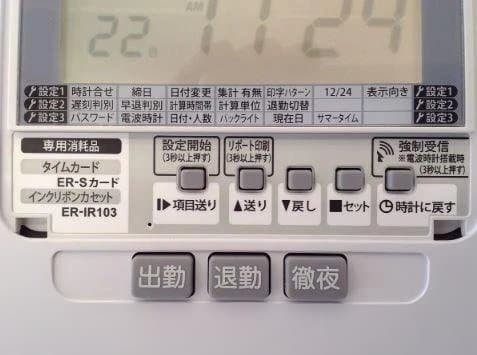 AM
22. 11 24
設定1 時計合せ 締日 日付変更 集計 有無 印字パターン 12/24 表示向き 設定1
設定2 遅刻判別 早退判別 計算時間帯 計算単位 退勤切替 設定2
設定3 パスワード 電波時計 日付・人数 バックライト 現在日 サマータイム 設定3
専用消耗品
タイムカード
ER-Sカード
インクリボンカセット
ER-IR103
設定開始
(3秒以上押す)
リポート印刷
(3秒以上押す)
強制受信
※電波時計搭載時
(3秒以上押す)
項目送り ▲送り ▼戻し ■セット 時計に戻す
出勤 退勤 徹夜